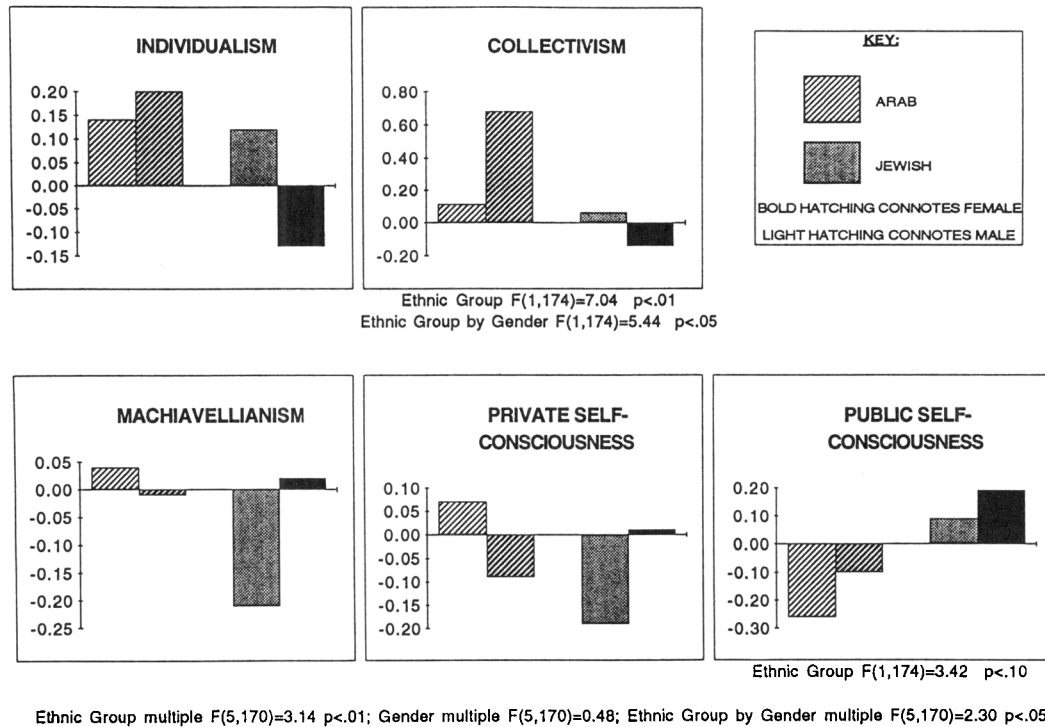 INDIVIDUALISM
0.20
0.15
0.10
0.05
0.00
-0.05
-0.10
-0.15
COLLECTIVISM
0.80
0.60
0.40
0.20
0.00
-0.20
Ethnic Group F(1,174)=7.04 p<.01
Ethnic Group by Gender F(1,174)=5.44 p<.05
KEY:
ARAB
JEWISH
BOLD HATCHING CONNOTES FEMALE
LIGHT HATCHING CONNOTES MALE
MACHIAVELLIANISM
0.05
0.00
-0.05
-0.10
-0.15
-0.20
-0.25
PRIVATE SELF-
CONSCIOUSNESS
0.10
0.05
0.00
-0.05
-0.10
-0.15
-0.20
PUBLIC SELF-
CONSCIOUSNESS
0.20
0.10
0.00
-0.10
-0.20
-0.30
Ethnic Group F(1,174)=3.42 p<.10
Ethnic Group multiple F(5,170)=3.14 p<.01; Gender multiple F(5,170)=0.48; Ethnic Group by Gender multiple F(5,170)=2.30 p<.05